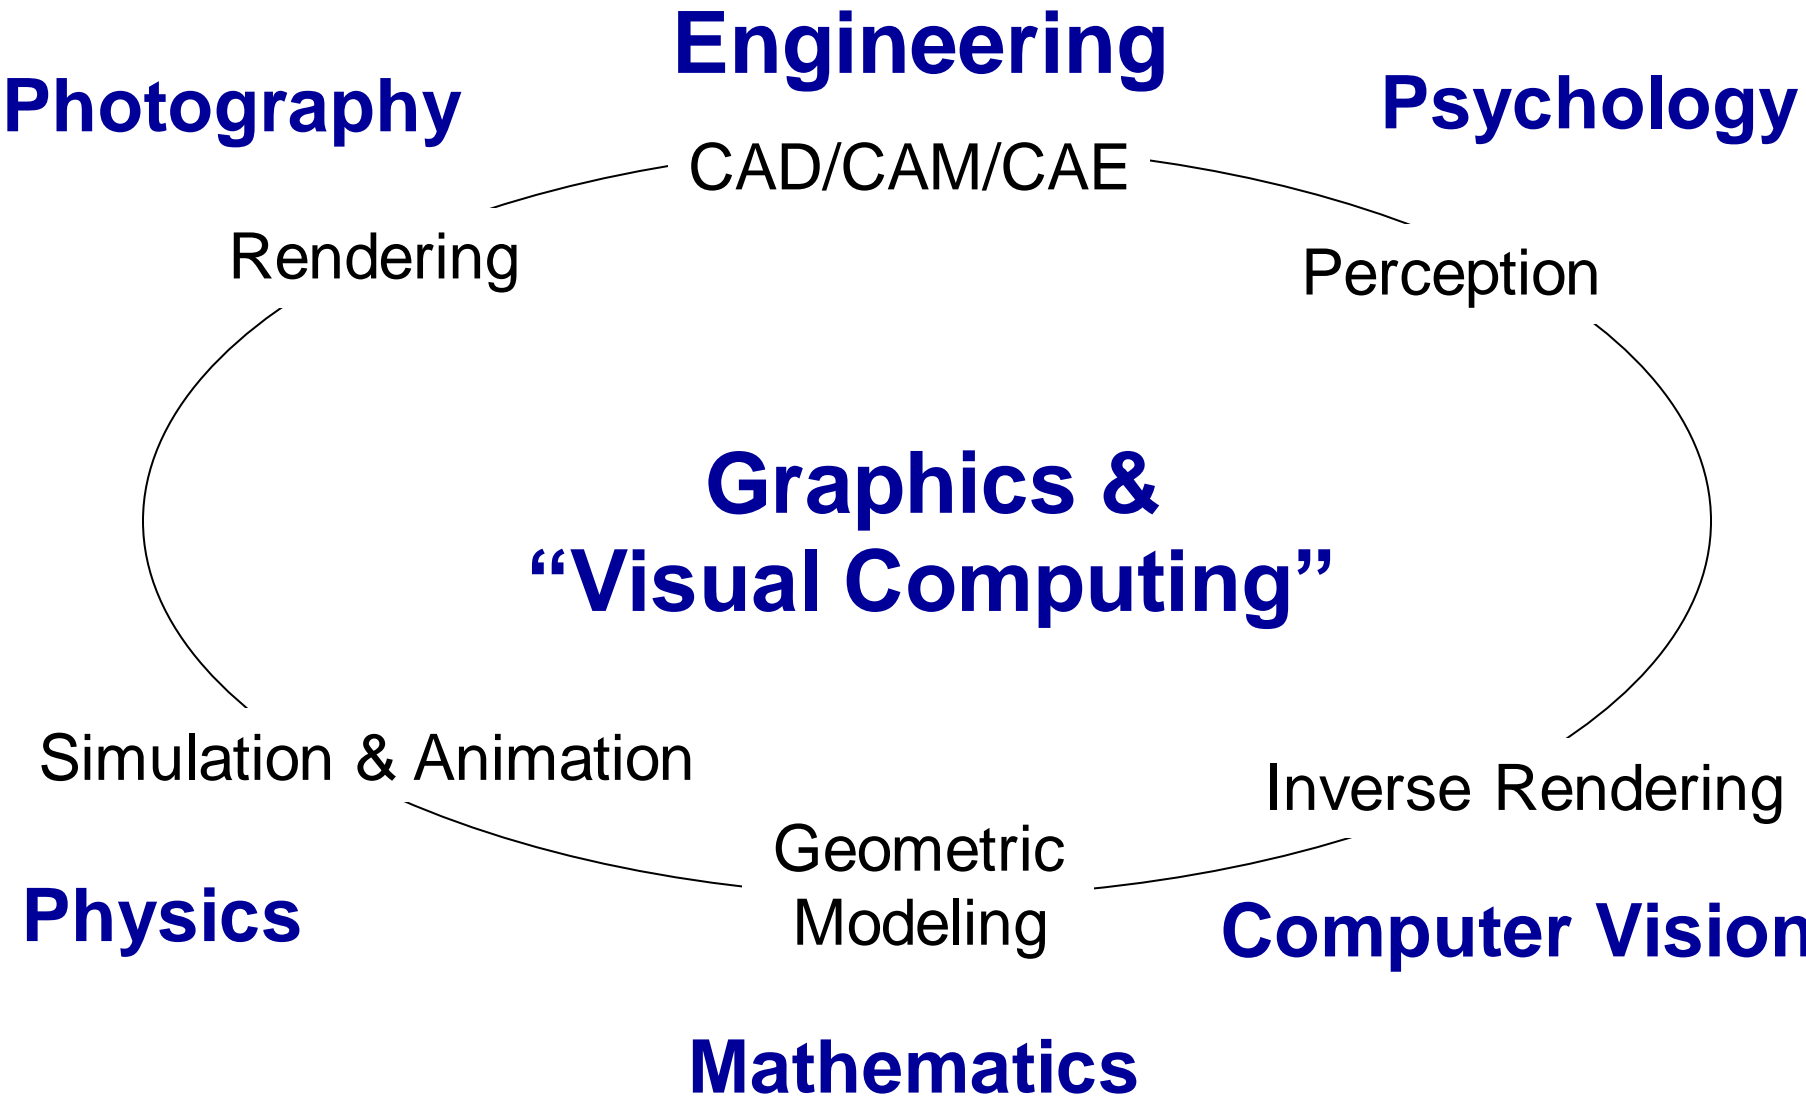 Engineering
Photography
Psychology
CAD/CAM/CAE
Rendering
Perception
Graphics &
“Visual Computing”
Simulation & Animation
Inverse Rendering
Geometric
Modeling
Physics
Computer Vision
Mathematics